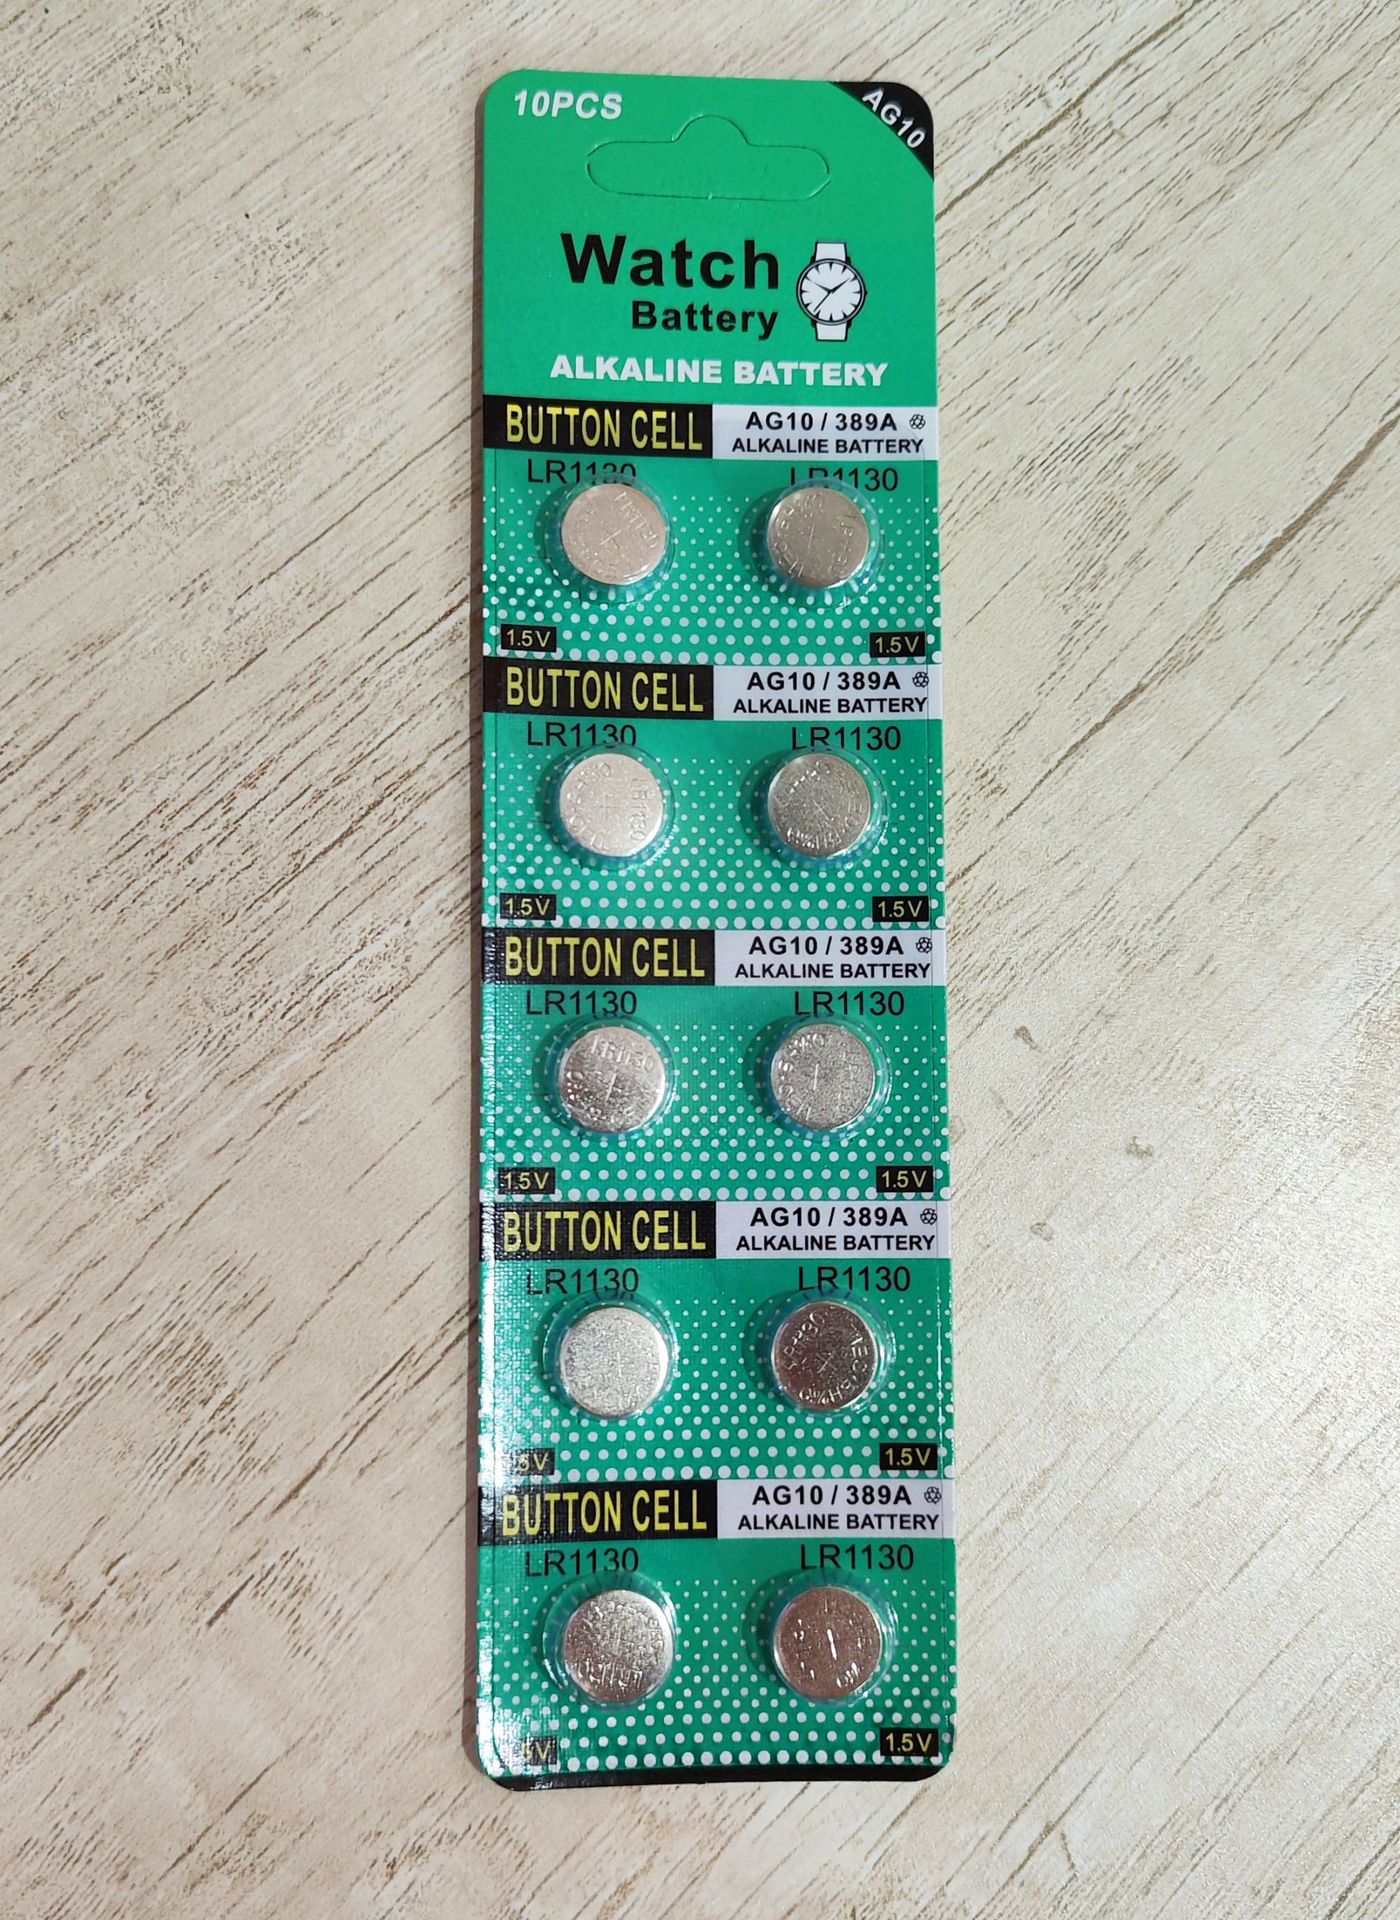 10PCS
AG10
Watch
Battery
ALKALINE BATTERY
BUTTON CELL
AG10 / 389A
ALKALINE BATTERY
LR1130 LR1130
1.5V 1.5V
BUTTON CELL
AG10 / 389A
ALKALINE BATTERY
LR1130 LR1130
LR1130
1.5V 1.5V
BUTTON CELL
AG10 / 389A
ALKALINE BATTERY
LR1130 LR1130
LR1130
1.5V 1.5V
BUTTON CELL
AG10 / 389A
ALKALINE BATTERY
LR1130 LR1130
1.5V
BUTTON CELL
AG10 / 389A
ALKALINE BATTERY
LR1130 LR1130
1.5V